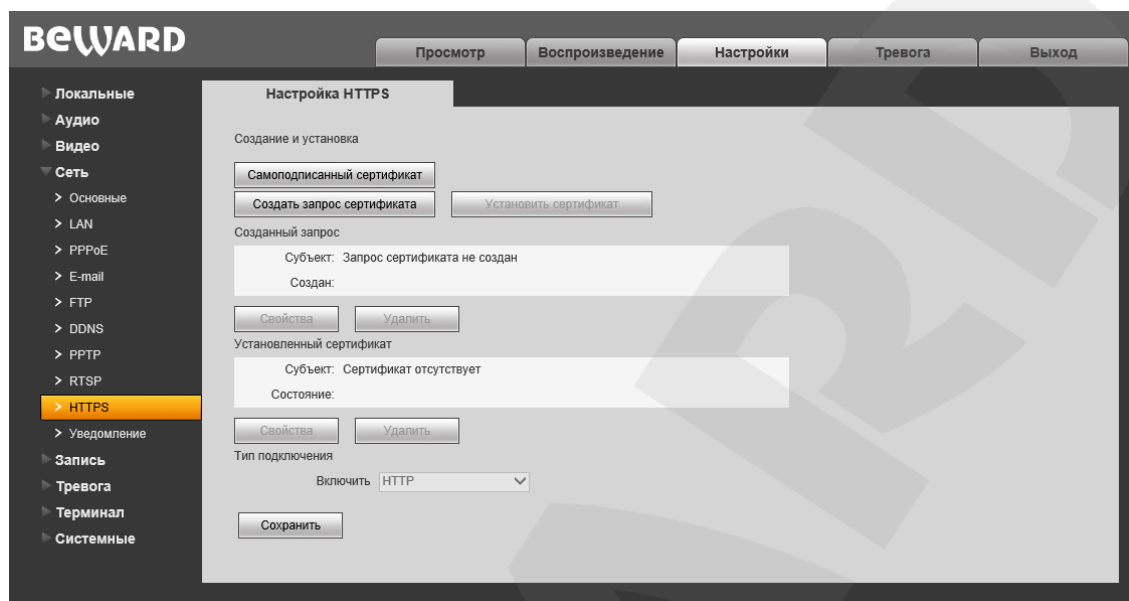 BEWARD
Просмотр Воспроизведение Настройки Тревога Выход
Локальные
Аудио
Видео
Сеть
> Основные
> LAN
> PPPoE
> E-mail
> FTP
> DDNS
> PPTP
> RTSP
> HTTPS
> Уведомление
Запись
Тревога
Терминал
Системные
Настройка HTTPS
Создание и установка
Самоподписанный сертификат
Создать запрос сертификата Установить сертификат
Созданный запрос
Субъект: Запрос сертификата не создан
Создан:
Свойства Удалить
Установленный сертификат
Субъект: Сертификат отсутствует
Состояние:
Свойства Удалить
Тип подключения
Включить HTTP
Сохранить